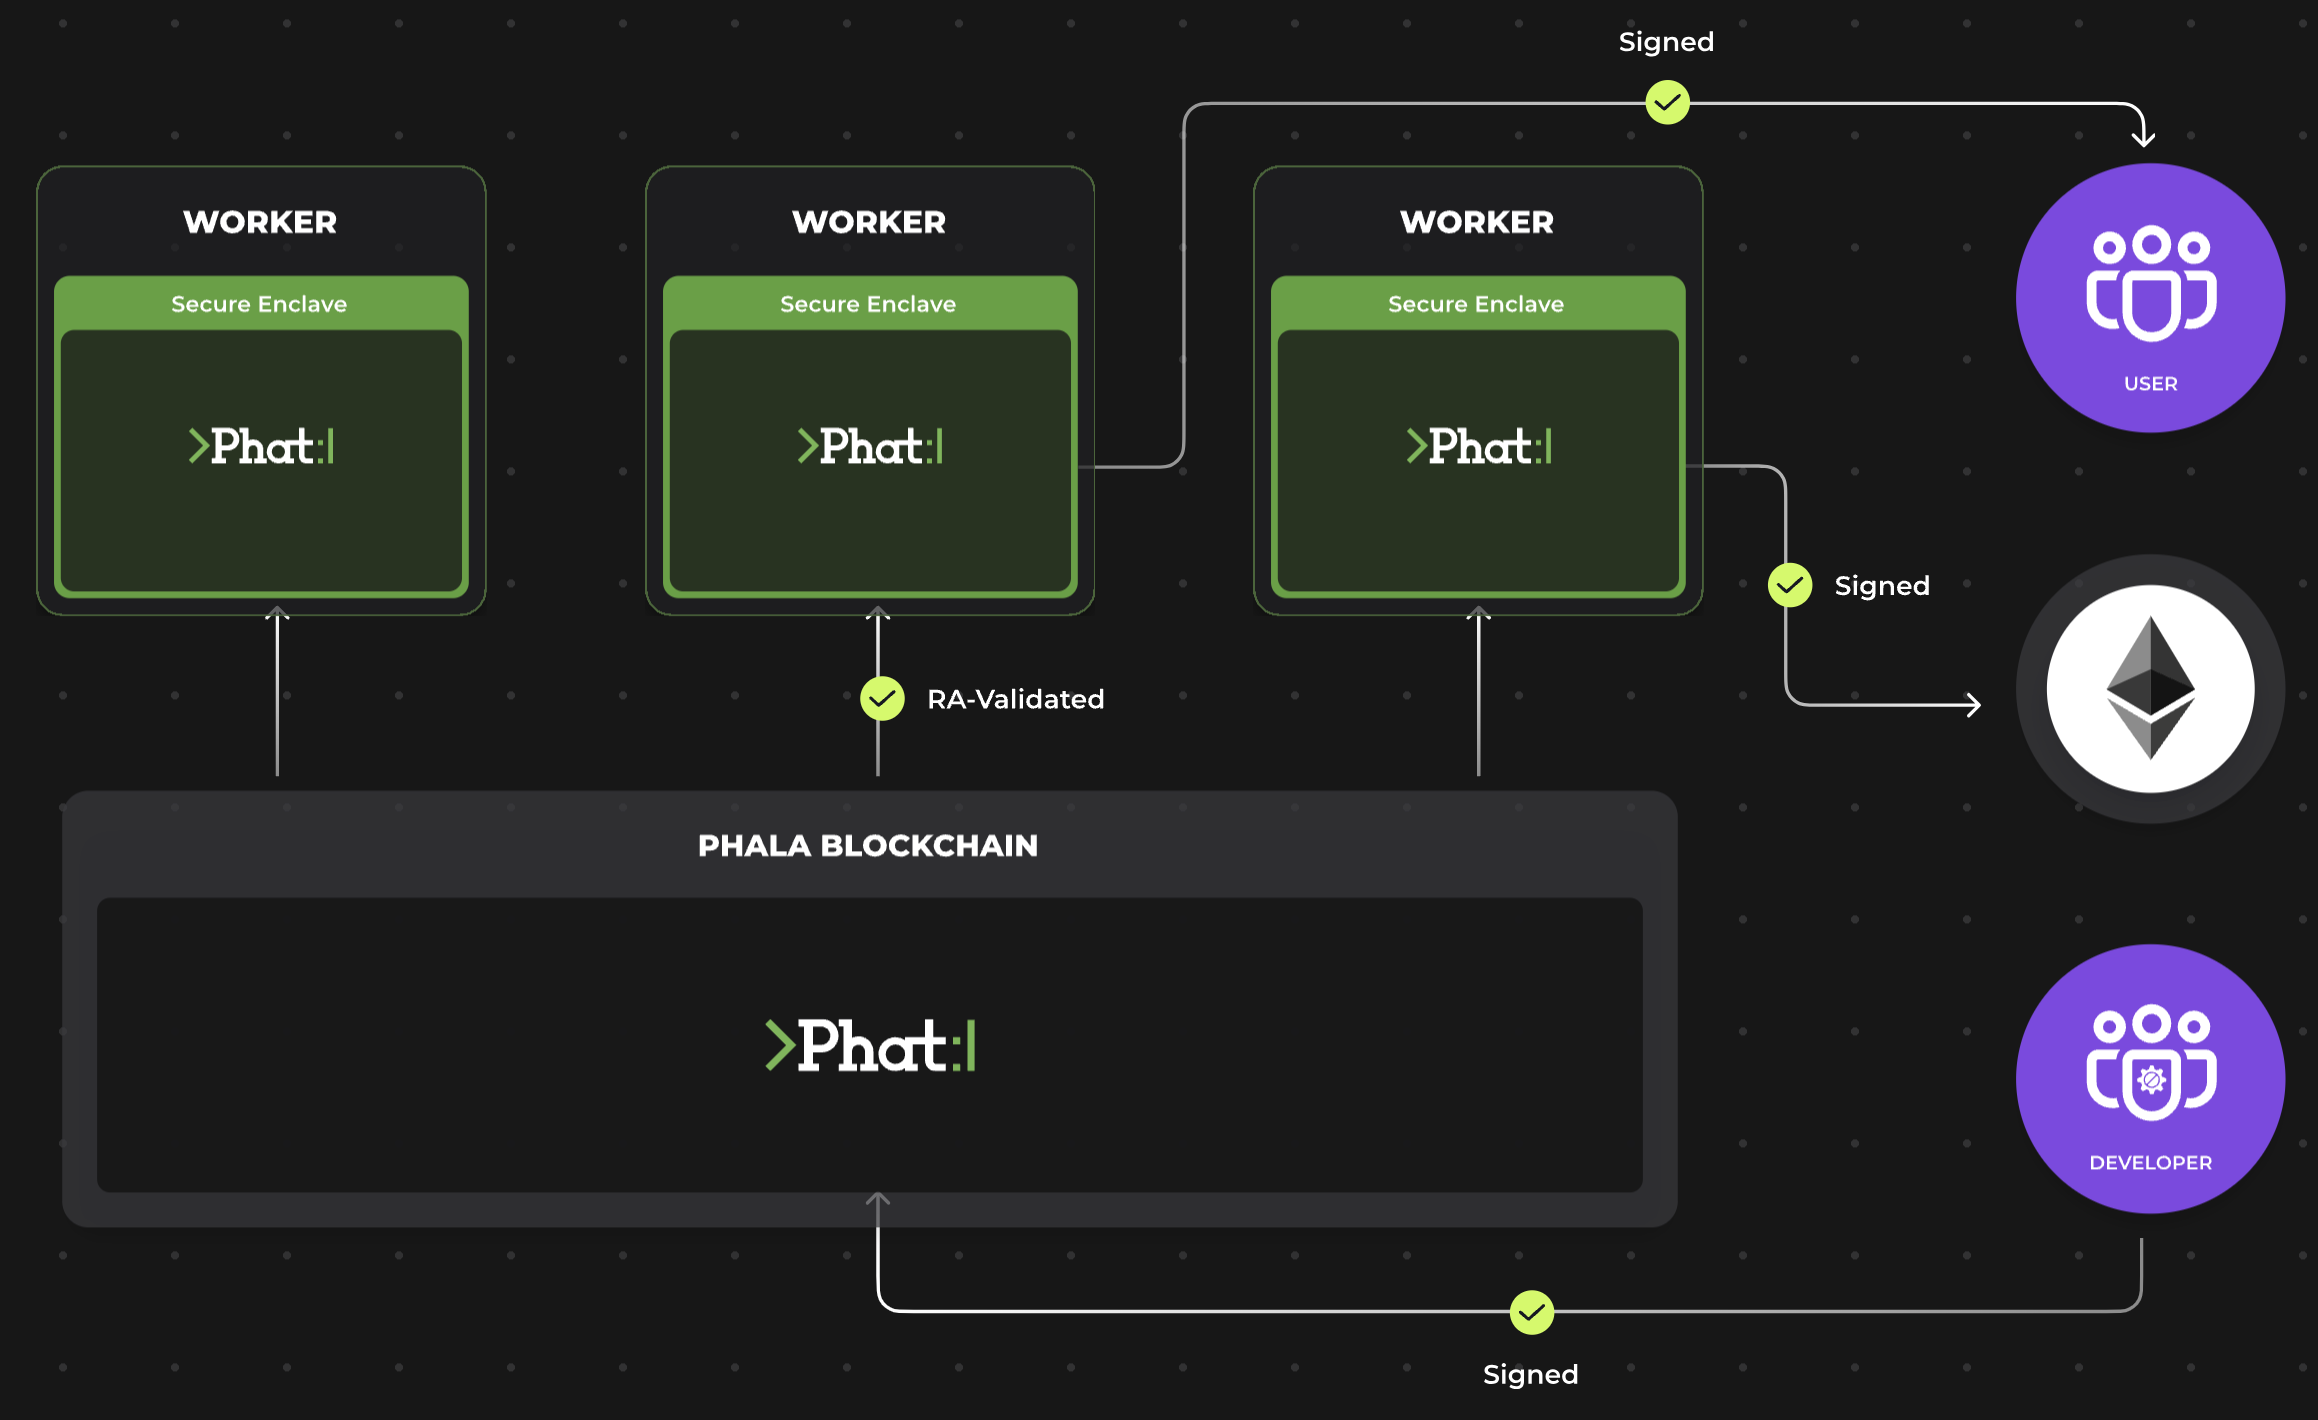 Signed
WORKER
WORKER
WORKER
Secure Enclave
Secure Enclave
Secure Enclave
>Phat:|
>Phat:|
>Phat:|
USER
Signed
RA-Validated
PHALA BLOCKCHAIN
>Phat:|
DEVELOPER
Signed